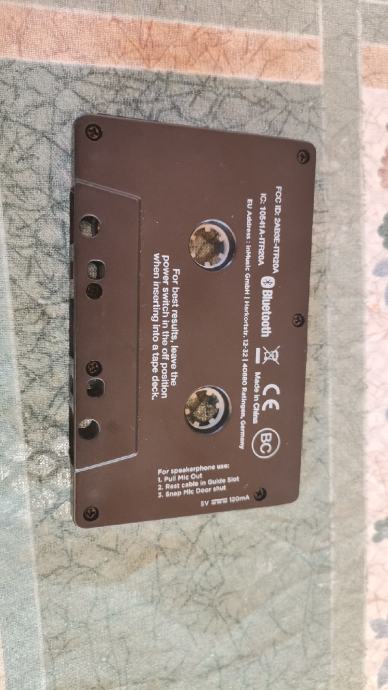 FCC ID: 2AB3E-ITR20A
IC: 10541A-ITR20A
EU Address : inMusic GmbH | Harkortstr. 12-32 | 40880 Ratingen, Germany
Bluetooth
Made in China
CE
BC
For best results, leave the
power switch in the off position
when inserting into a tape deck.
For speakerphone use:
1. Pull Mic Out
2. Rest cable in Guide Slot
3. Snap Mic Door shut
5V 120mA